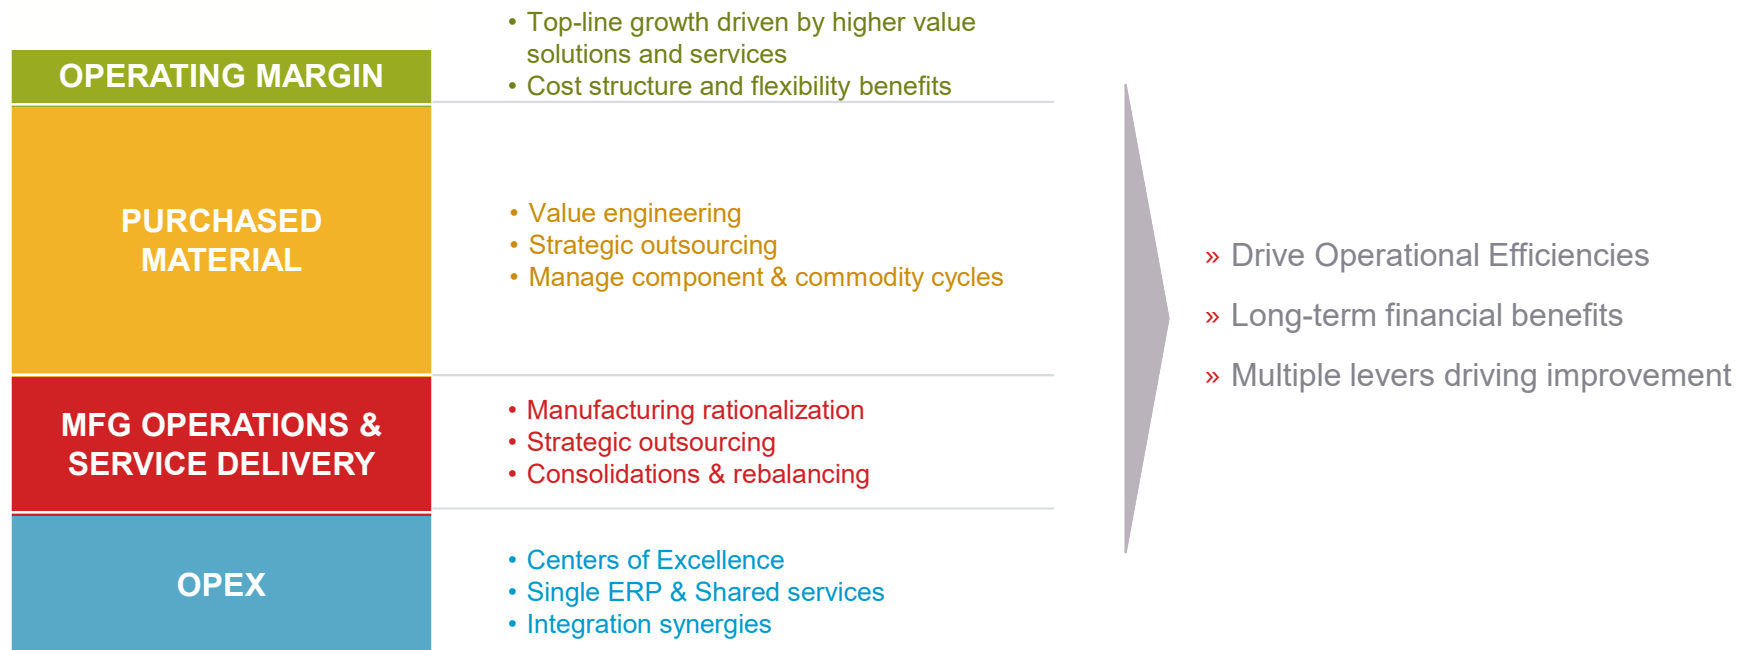 • Top-line growth driven by higher value
solutions and services
• Cost structure and flexibility benefits
OPERATING MARGIN
PURCHASED
MATERIAL
• Value engineering
• Strategic outsourcing
• Manage component & commodity cycles
MFG OPERATIONS &
SERVICE DELIVERY
• Manufacturing rationalization
• Strategic outsourcing
• Consolidations & rebalancing
OPEX
• Centers of Excellence
• Single ERP & Shared services
• Integration synergies
» Drive Operational Efficiencies
» Long-term financial benefits
» Multiple levers driving improvement